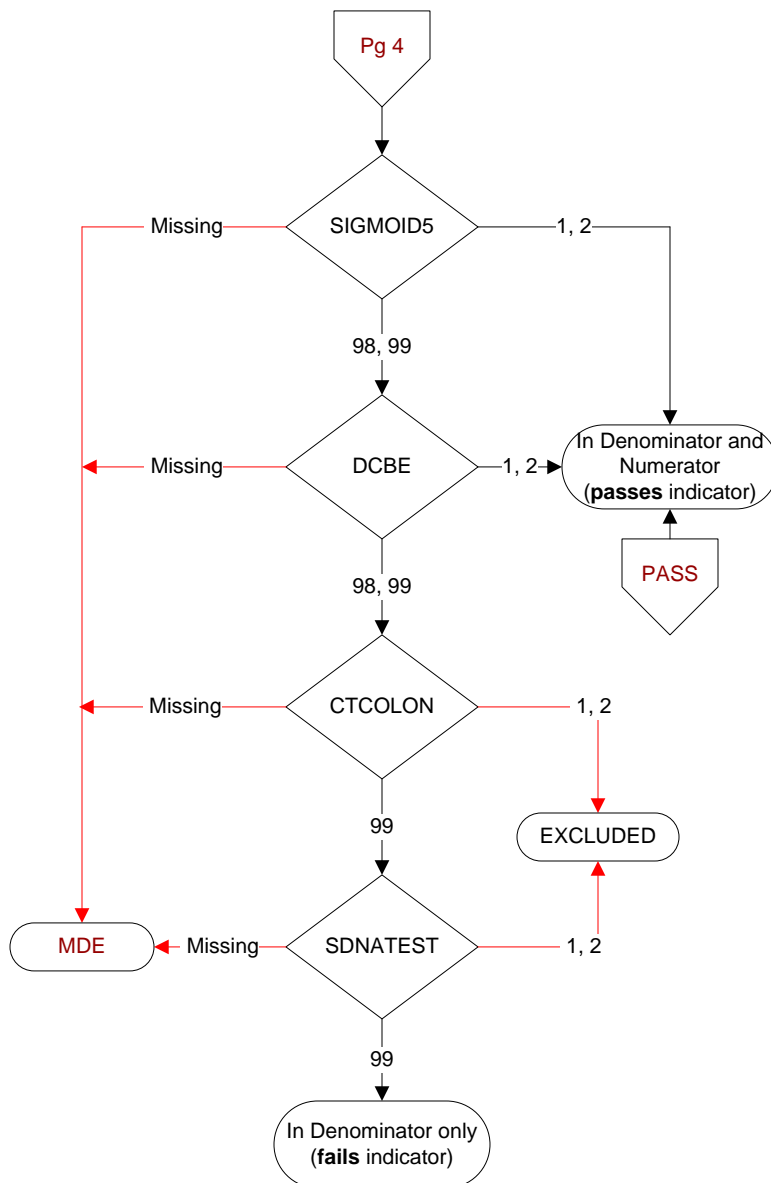 Pg 4
Missing
SIGMOID5
1, 2
98, 99
Missing
DCBE
1, 2
In Denominator and
Numerator
(passes indicator)
98, 99
PASS
Missing
CTCOLON
1, 2
99
EXCLUDED
MDE
Missing
SDNATEST
1, 2
99
In Denominator only
(fails indicator)